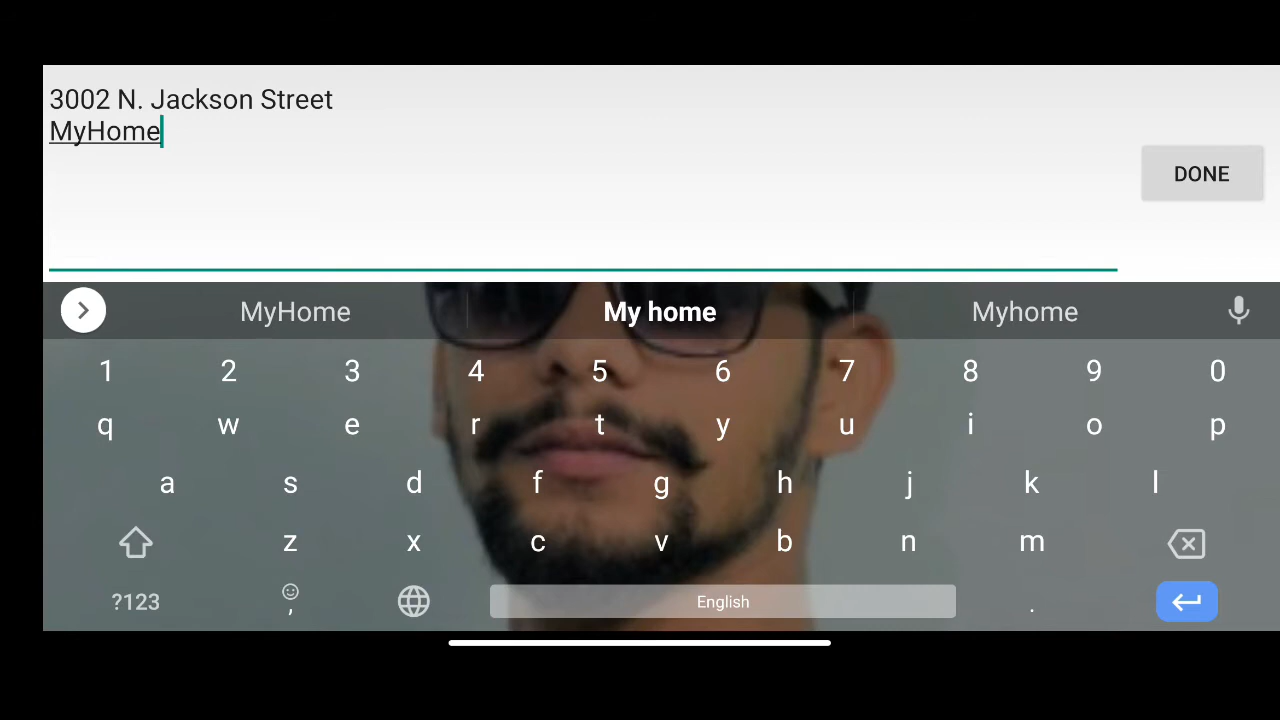 3002 N. Jackson Street
MyHome
DONE
MyHome My home Myhome
1 2 3 4 5 6 7 8 9 0
q w e r t y u i o p
a s d f g h j k l
z x c v b n m
?123 , English .